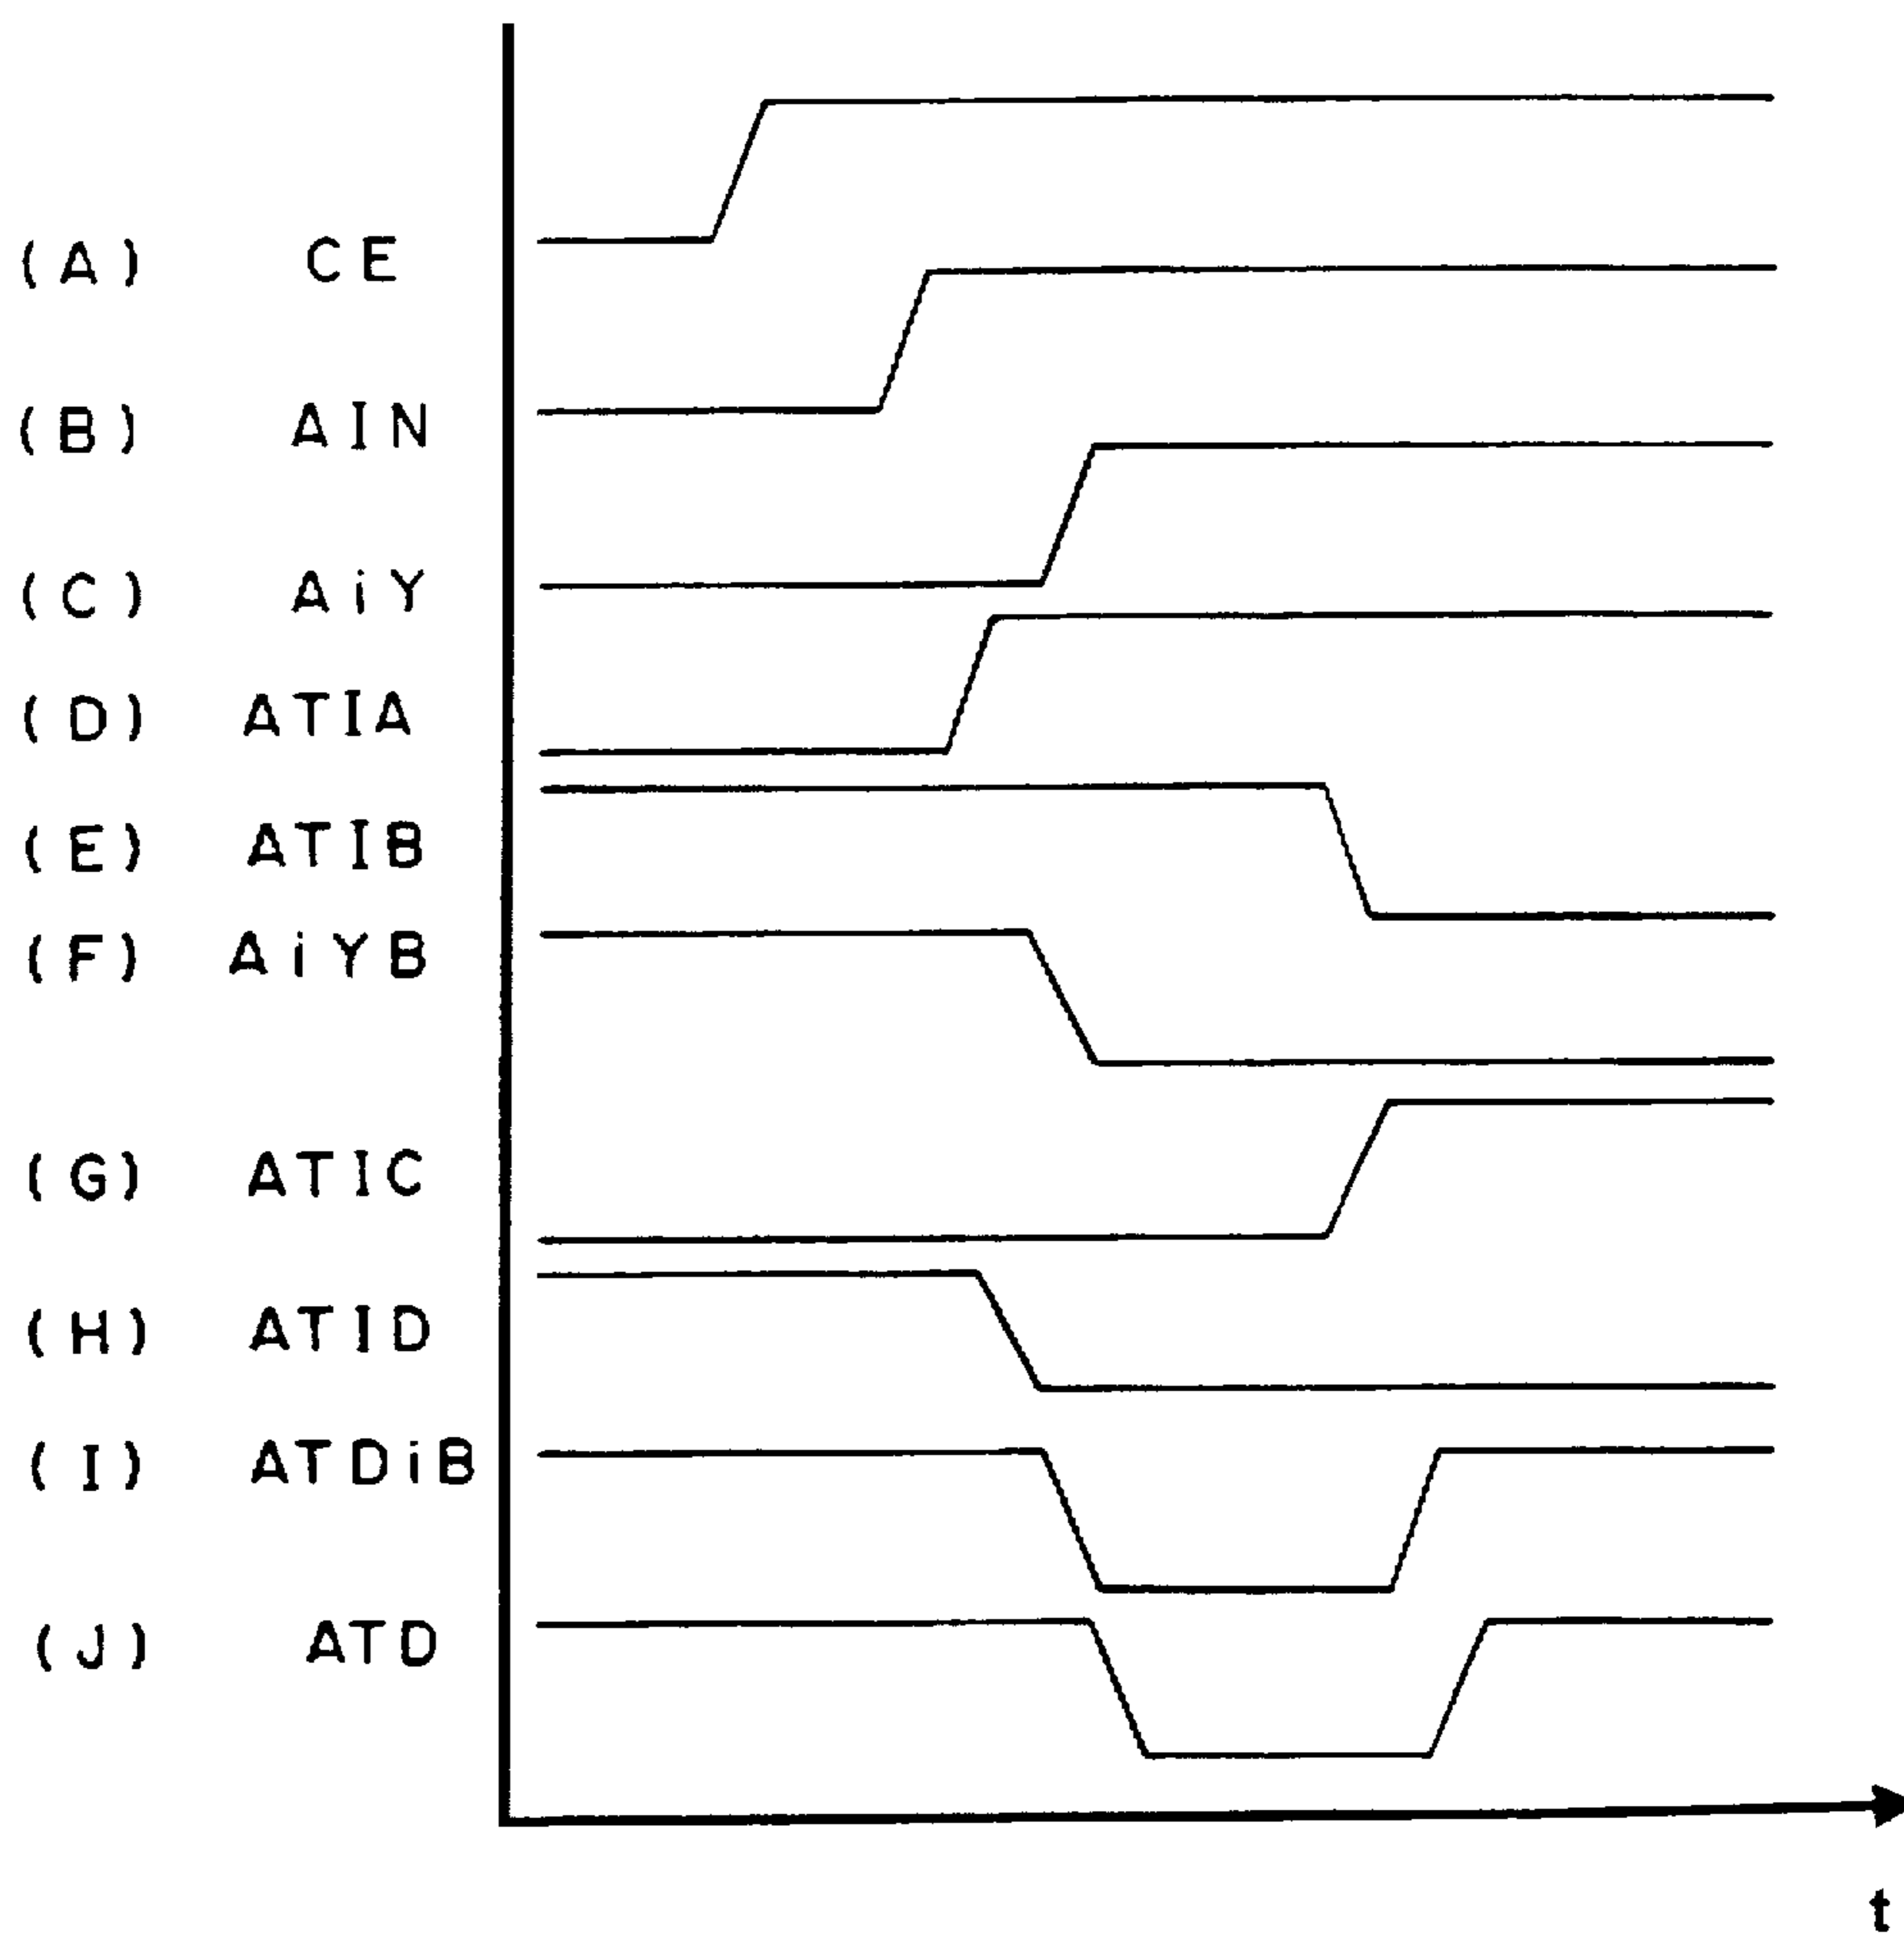 (A) CE
(B) AIN
(C) AiY
(D) ATIA
(E) ATIB
(F) AiYB
(G) ATIC
(H) ATID
(I) ATDiB
(J) ATD
t